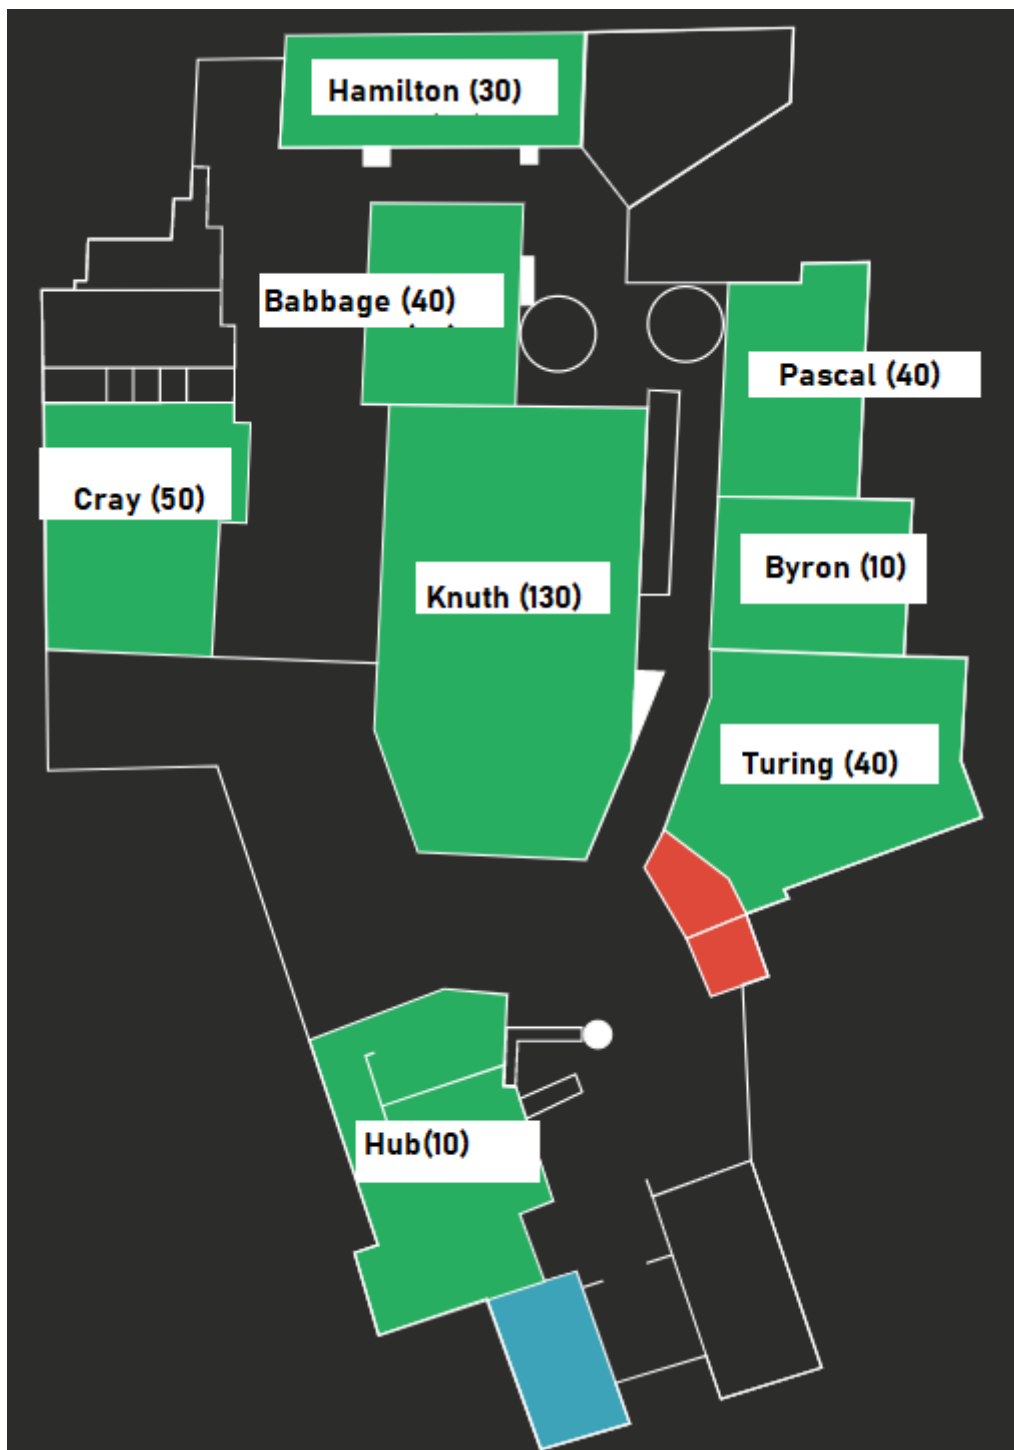 Hamilton (30)
Babbage (40)
Pascal (40)
Cray (50)
Byron (10)
Knuth (130)
Turing (40)
Hub(10)